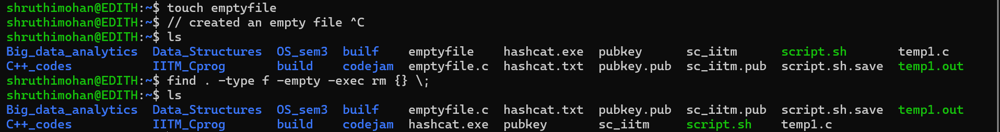 shruthimohan@EDITH:~$ touch emptyfile
shruthimohan@EDITH:~$ // created an empty file ^C
shruthimohan@EDITH:~$ ls
Big_data_analytics  Data_Structures  OS_sem3  builf    emptyfile    hashcat.exe  pubkey      sc_iitm      script.sh       temp1.c
C++_codes           IITM_Cprog       build    codejam  emptyfile.c  hashcat.txt  pubkey.pub  sc_iitm.pub  script.sh.save  temp1.out
shruthimohan@EDITH:~$ find . -type f -empty -exec rm {} \;
shruthimohan@EDITH:~$ ls
Big_data_analytics  Data_Structures  OS_sem3  builf    emptyfile.c  hashcat.txt  pubkey.pub  sc_iitm.pub  script.sh.save  temp1.out
C++_codes           IITM_Cprog       build    codejam  hashcat.exe  pubkey       sc_iitm     script.sh    temp1.c